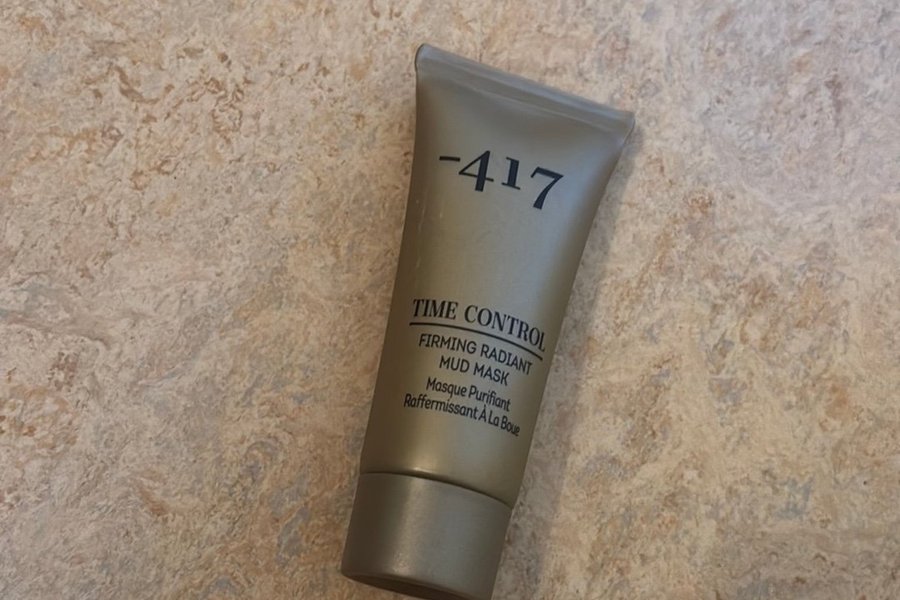 -417
TIME CONTROL
FIRMING RADIANT
MUD MASK
Masque Purifiant
Raffermissant À La Boue